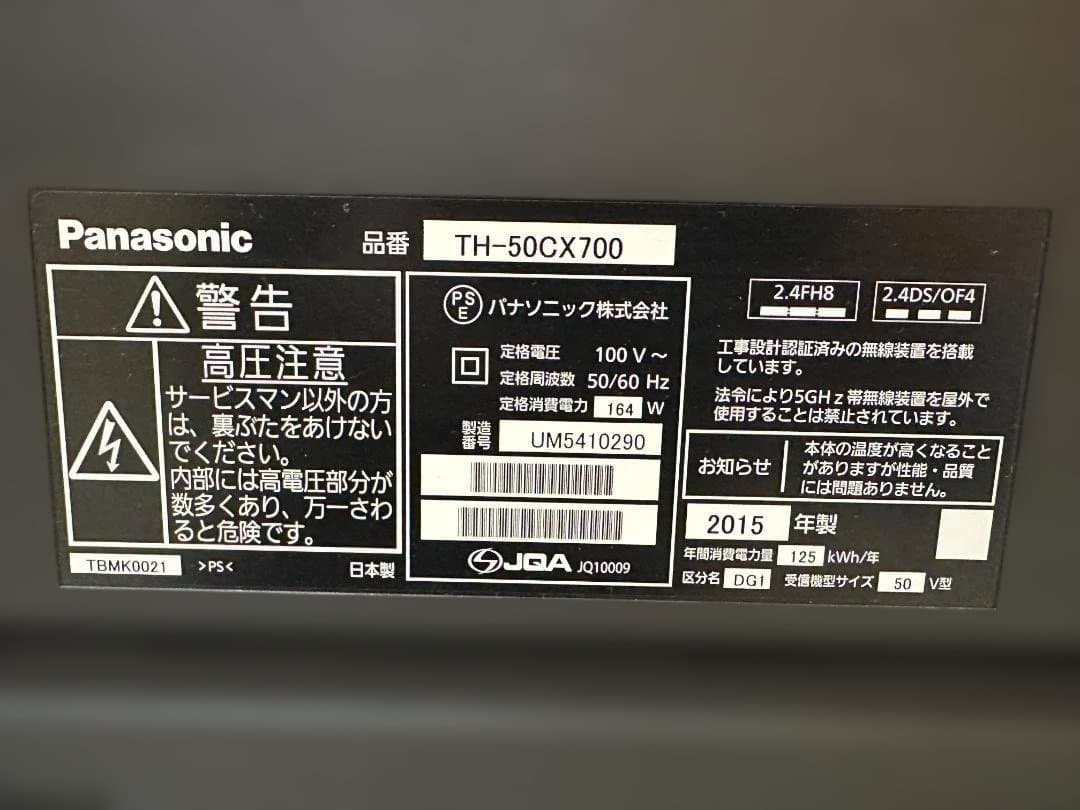 Panasonic
品番 TH-50CX700
警告
高圧注意
サービスマン以外の方
は、裏ぶたをあけない
でください。
内部には高電圧部分が
数多くあり、万一さわ
ると危険です。
TBMK0021 >PS< 日本製
PSE パナソニック株式会社
定格電圧 100 V～
定格周波数 50/60 Hz
定格消費電力 164 W
製造番号 UM5410290
JQA JQ10009
2.4FH8 2.4DS/OF4
工事設計認証済みの無線装置を搭載
しています。
法令により5GHz帯無線装置を屋外で
使用することは禁止されています。
お知らせ
本体の温度が高くなること
がありますが性能・品質
には問題ありません。
2015 年製
年間消費電力量 125 kWh/年
区分名 DG1 受信機型サイズ 50 V型